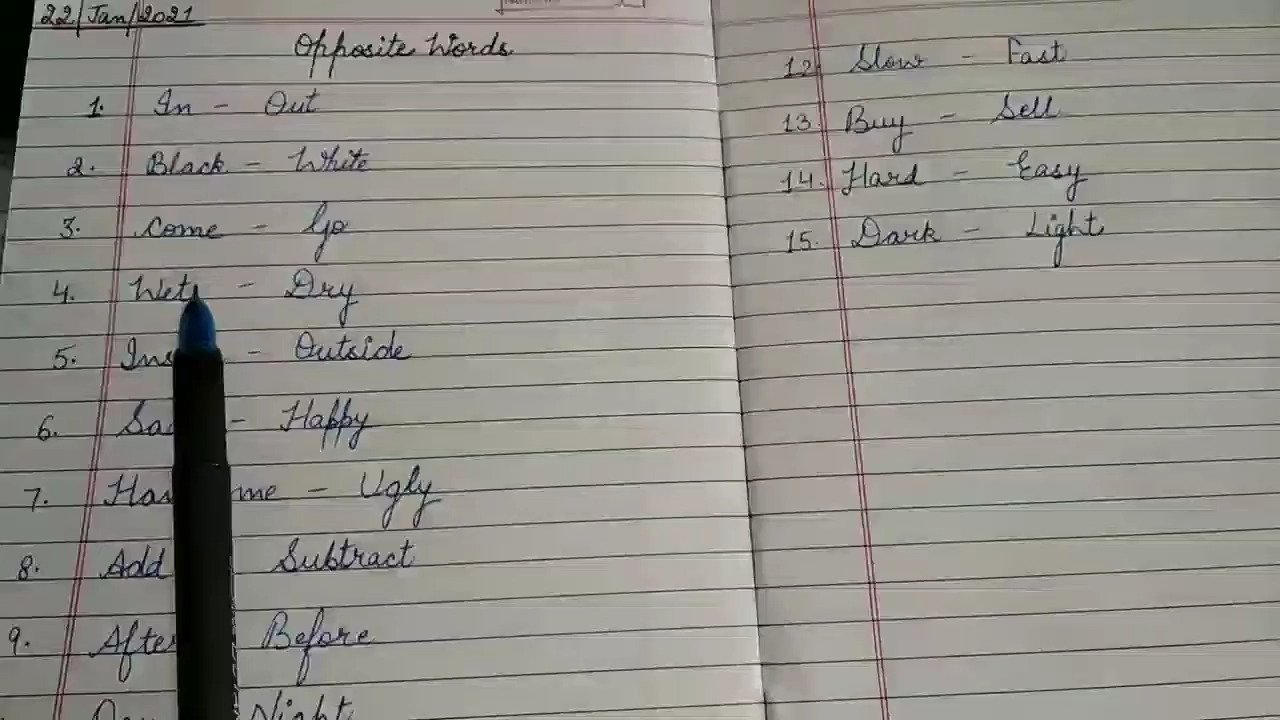 22/Jan/2021
Opposite Words
1. In - Out
2. Black - White
3. Come - Go
4. Wet - Dry
5. - Outside
6. - Happy
7. - Ugly
8. Add Subtract
9. Before
Night
12. Slow - Fast
13. Buy - Sell
14. Hard - Easy
15. Dark - Light